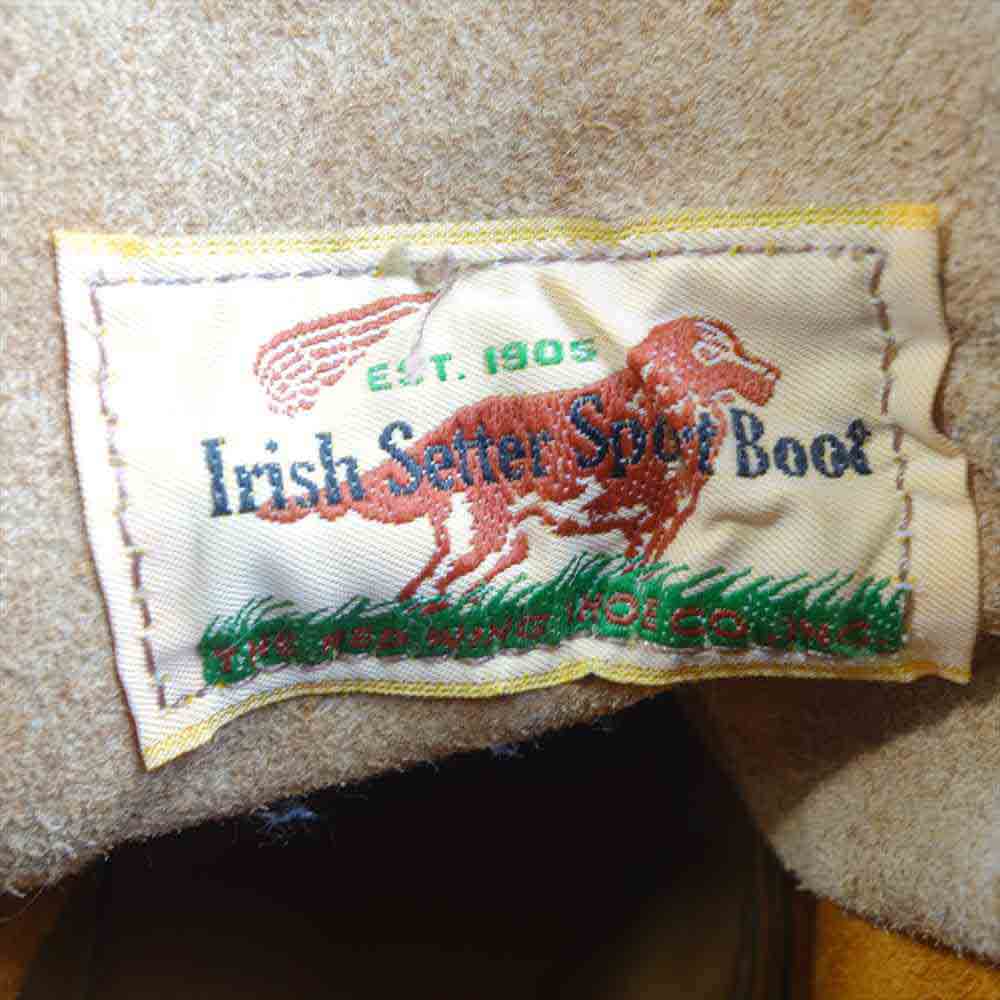 EST. 1905
Irish Setter Sport Boot
THE RED WING SHOE CO. INC.